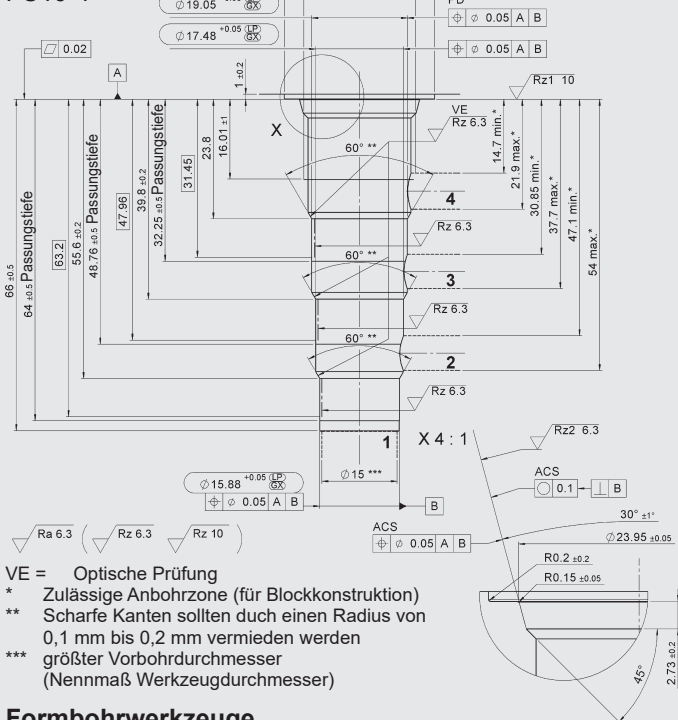 Ø19.05
GX
Ø17.48 +0.05 LP GX
⌖ ⌀ 0.05 A B
⌖ ⌀ 0.05 A B
⏥ 0.02
A
1 ±0.2
Rz1 10
X
VE
Rz 6.3
60° **
4
Rz 6.3
60° **
3
Rz 6.3
60° **
2
Rz 6.3
1
66 ±0.5
64 ±0.5 Passungstiefe
63.2
55.6 ±0.2
48.76 ±0.5 Passungstiefe
47.96
39.8 ±0.2
32.25 ±0.5 Passungstiefe
31.45
23.8
16.01 ±1
14.7 min.*
21.9 max.*
30.85 min.*
37.7 max.*
47.1 min.*
54 max.*
Ø15.88 +0.05 LP GX
⌖ ⌀ 0.05 A B
Ø15 ***
B
X 4 : 1
Rz2 6.3
ACS
○ 0.1 ⊥ B
30° ±1°
Ø23.95 ±0.05
ACS
⌖ ⌀ 0.05 A B
R0.2 ±0.2
R0.15 ±0.05
45°
2.73 ±0.2
Ra 6.3 ( Rz 6.3 Rz 10 )
VE = Optische Prüfung
* Zulässige Anbohrzone (für Blockkonstruktion)
** Scharfe Kanten sollten duch einen Radius von
0,1 mm bis 0,2 mm vermieden werden
*** größter Vorbohrdurchmesser
(Nennmaß Werkzeugdurchmesser)
Formbohrwerkzeuge